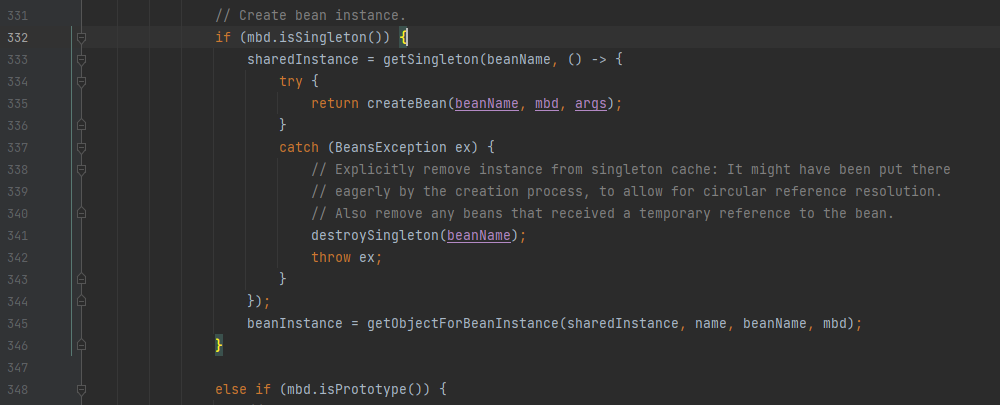 331 // Create bean instance.
332 if (mbd.isSingleton()) {
333 sharedInstance = getSingleton(beanName, () -> {
334 try {
335 return createBean(beanName, mbd, args);
336 }
337 catch (BeansException ex) {
338 // Explicitly remove instance from singleton cache: It might have been put there
339 // eagerly by the creation process, to allow for circular reference resolution.
340 // Also remove any beans that received a temporary reference to the bean.
341 destroySingleton(beanName);
342 throw ex;
343 }
344 });
345 beanInstance = getObjectForBeanInstance(sharedInstance, name, beanName, mbd);
346 }
347
348 else if (mbd.isPrototype()) {